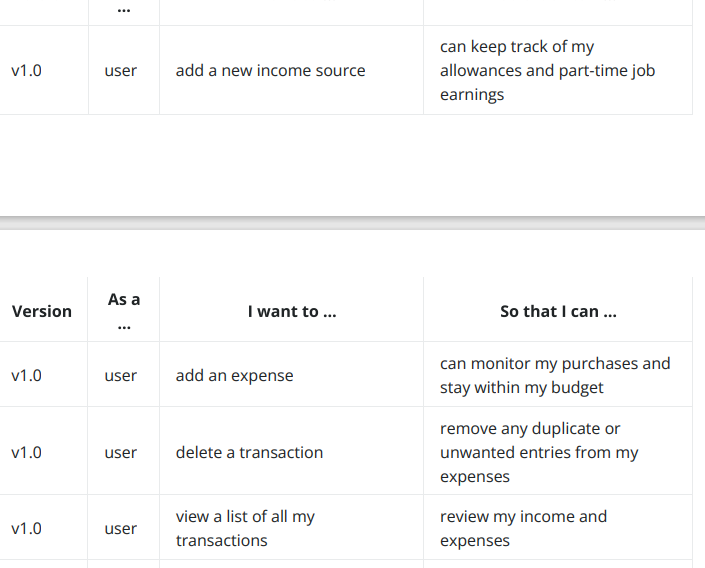 ...
can keep track of my
v1.0 user add a new income source allowances and part-time job
earnings
Version As a ... I want to ... So that I can ...
v1.0 user add an expense can monitor my purchases and
stay within my budget
remove any duplicate or
v1.0 user delete a transaction unwanted entries from my
expenses
v1.0 user view a list of all my transactions review my income and
expenses